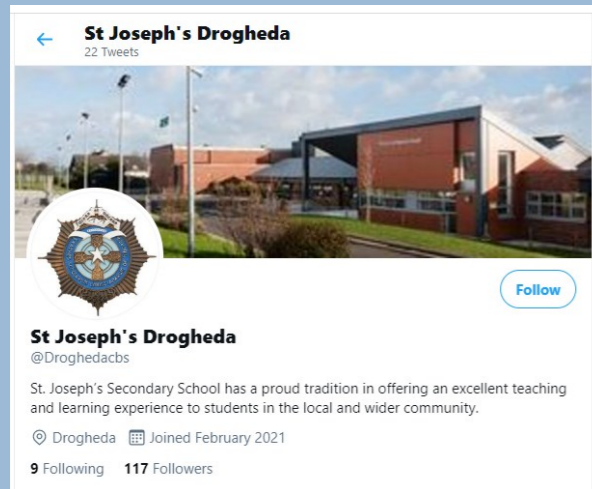 St Joseph's Drogheda
22 Tweets
Follow
St Joseph's Drogheda
@Droghedacbs
St. Joseph's Secondary School has a proud tradition in offering an excellent teaching
and learning experience to students in the local and wider community.
Drogheda Joined February 2021
9 Following 117 Followers